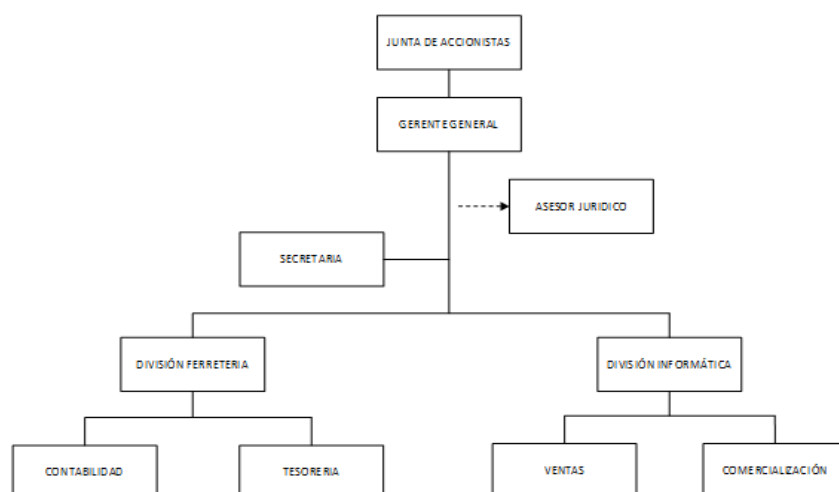 JUNTA DE ACCIONISTAS
GERENTE GENERAL
ASESOR JURIDICO
SECRETARIA
DIVISIÓN FERRETERIA
DIVISIÓN INFORMÁTICA
CONTABILIDAD
TESORERIA
VENTAS
COMERCIALIZACIÓN